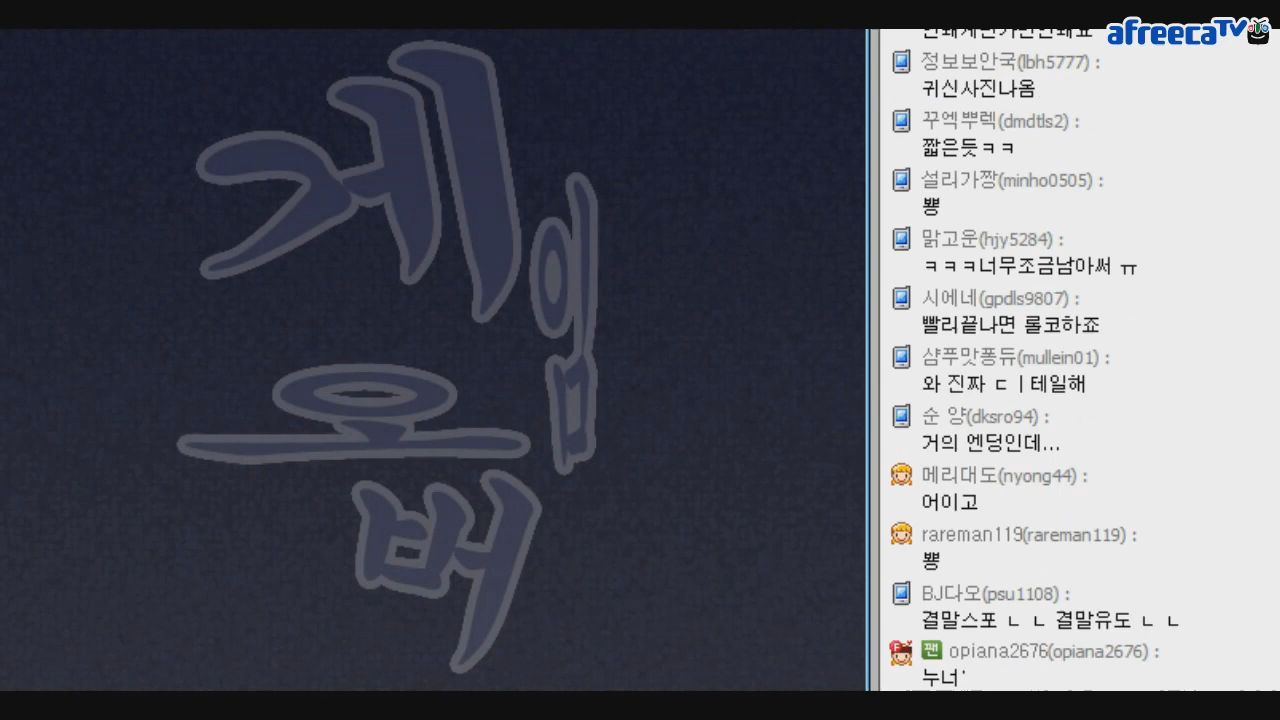 게임
오버
afreecaTV
정보보안국(lbh5777) :
귀신사진나옴
꾸엑뿌렉(dmdtls2) :
짧은듯ㅋㅋ
설리가짱(minho0505) :
뿅
맑고운(hjy5284) :
ㅋㅋㅋ너무조금남아써 ㅠ
시에네(gpdls9807) :
빨리끝나면 롤코하죠
샴푸맛퐁듀(mullein01) :
와 진짜 ㄷㅣ테일해
순 양(dksro94) :
거의 엔딩인데...
메리대도(nyong44) :
어이고
rareman119(rareman119) :
뿅
BJ다오(psu1108) :
결말스포 ㄴㄴ 결말유도 ㄴㄴ
팬 opiana2676(opiana2676) :
누너'